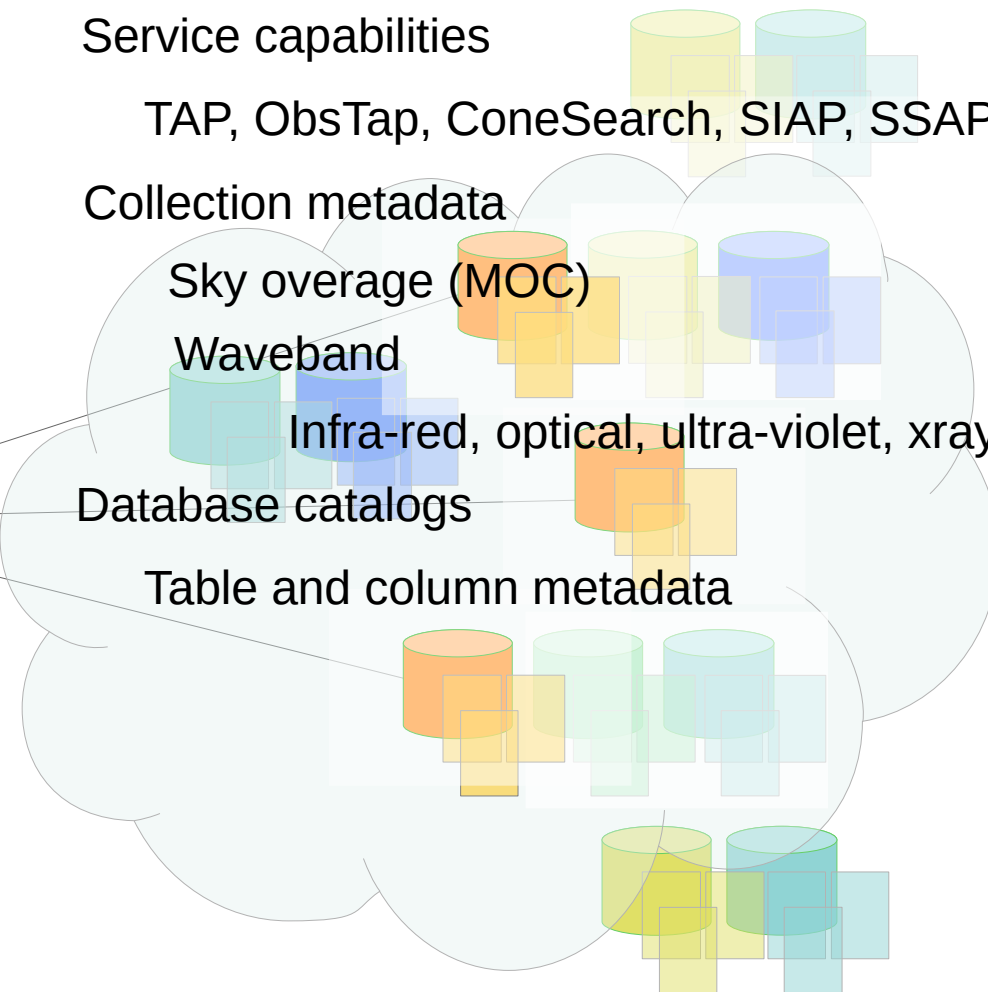 Service capabilities
TAP, ObsTap, ConeSearch, SIAP, SSAP
Collection metadata
Sky overage (MOC)
Waveband
Infra-red, optical, ultra-violet, xray
Database catalogs
Table and column metadata